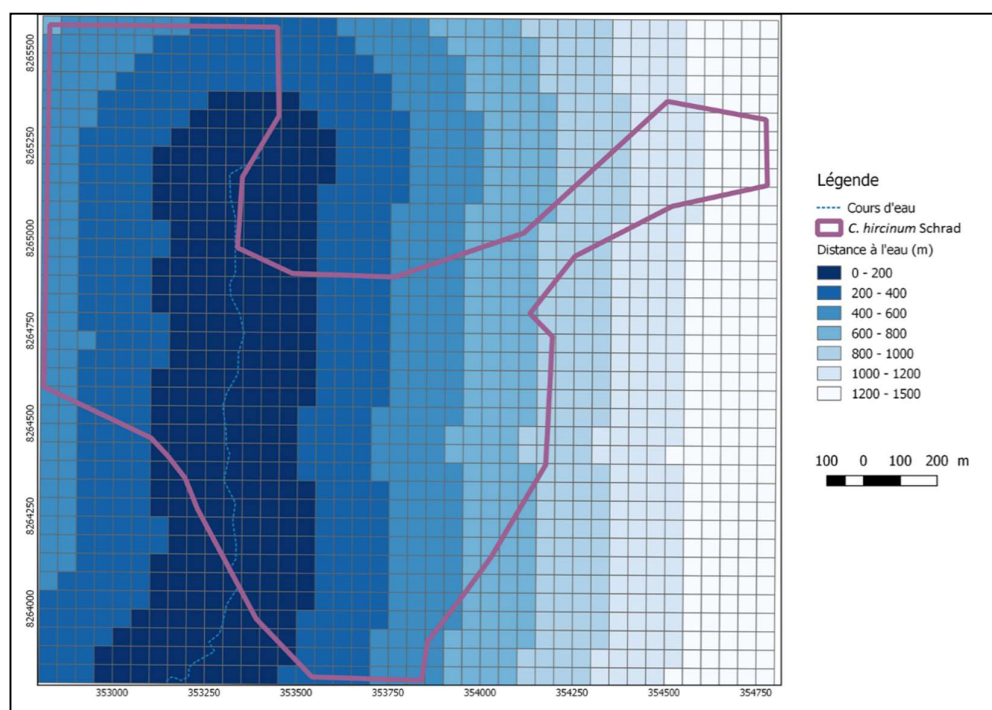 8265500
8265250
8265000
8264750
8264500
8264250
8264000
353000 353250 353500 353750 354000 354250 354500 354750
Légende
Cours d'eau
C. hircinum Schrad
Distance à l'eau (m)
0 - 200
200 - 400
400 - 600
600 - 800
800 - 1000
1000 - 1200
1200 - 1500
100 0 100 200 m